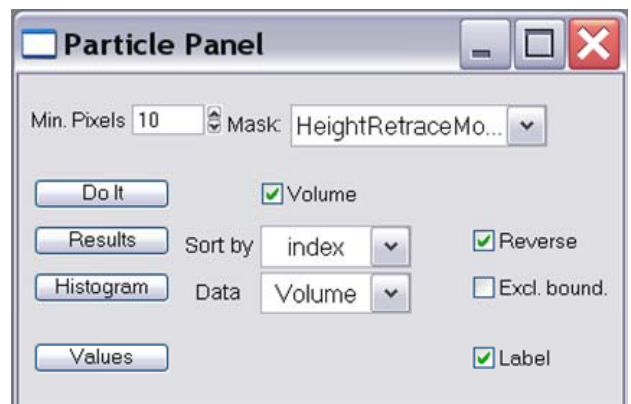 Particle Panel
Min. Pixels 10 Mask: HeightRetraceMo...
Do It Volume
Results Sort by index Reverse
Histogram Data Volume Excl. bound.
Values Label